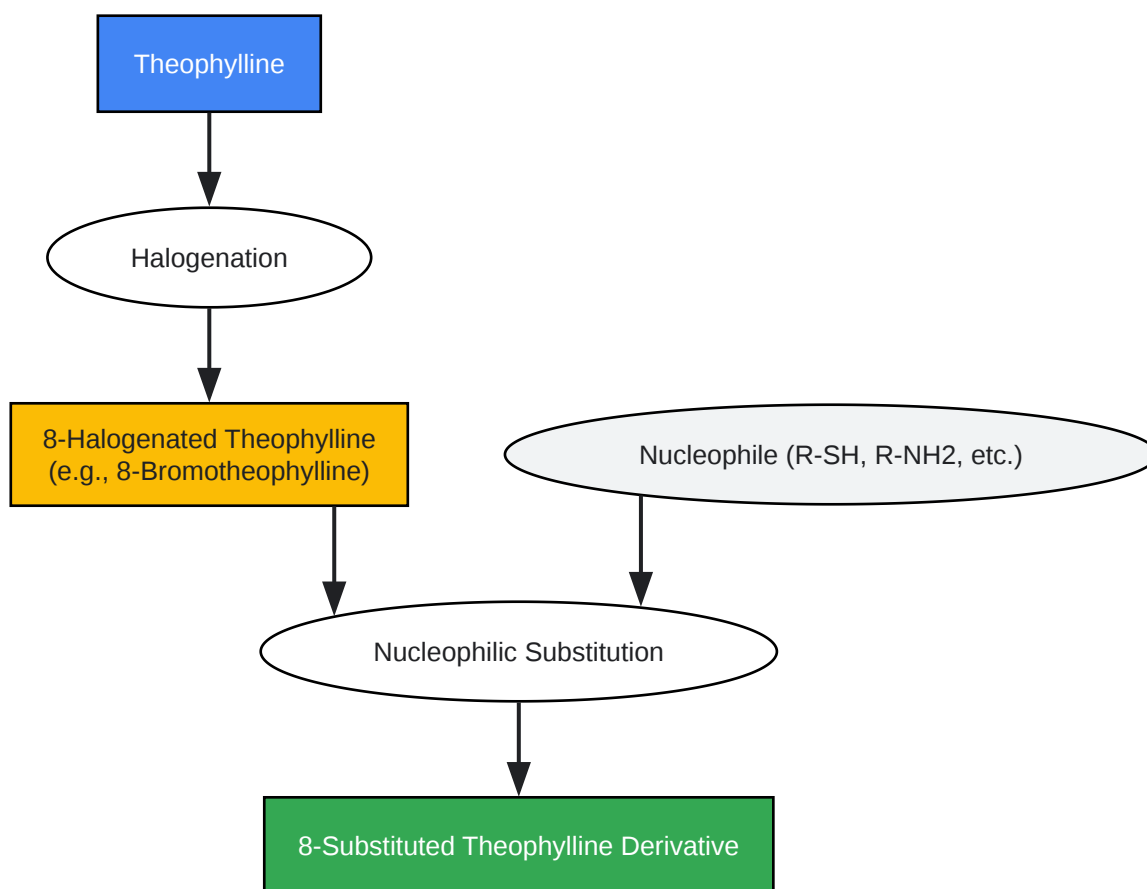 Theophylline
Halogenation
8-Halogenated Theophylline
(e.g., 8-Bromotheophylline)
Nucleophile (R-SH, R-NH2, etc.)
Nucleophilic Substitution
8-Substituted Theophylline Derivative